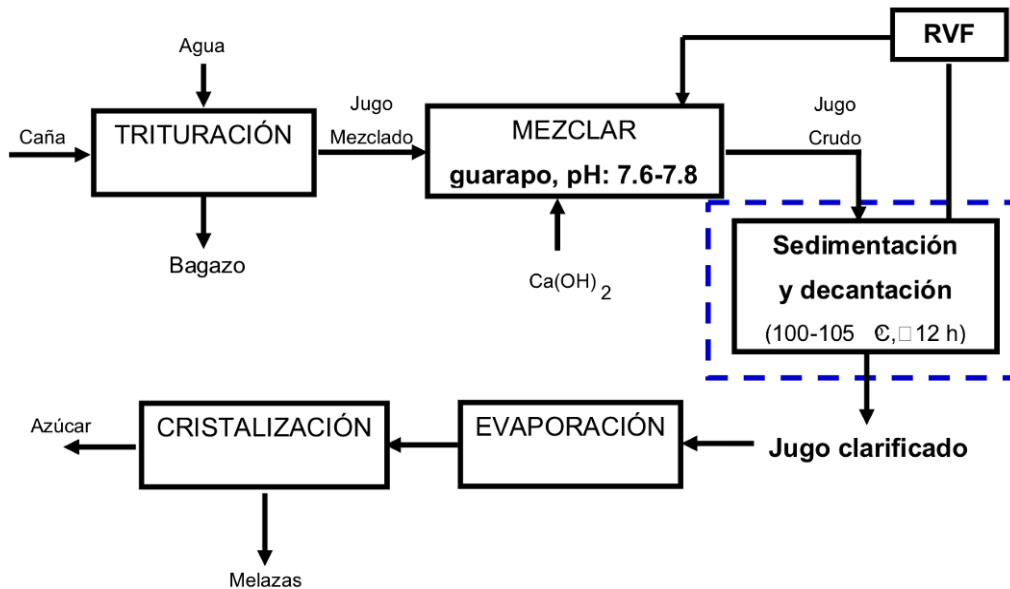 Agua
RVF
Caña
TRITURACIÓN
Jugo
Mezclado
MEZCLAR
guarapo, pH: 7.6-7.8
Jugo
Crudo
Bagazo
Ca(OH) 2
Sedimentación
y decantación
(100-105 ºC, □ 12 h)
Azúcar
CRISTALIZACIÓN
EVAPORACIÓN
Jugo clarificado
Melazas